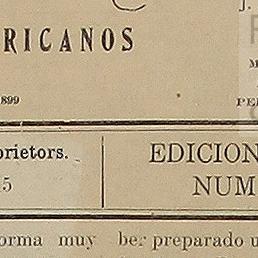 J.
RICANOS
M
899
PE
prietors.
EDICION
5
NUM
orma muy be preparado u